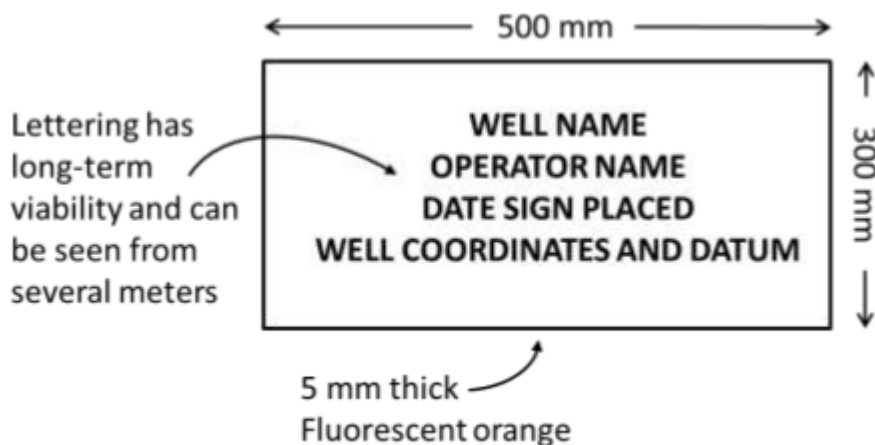 500 mm
Lettering has
long-term
viability and can
be seen from
several meters
WELL NAME
OPERATOR NAME
DATE SIGN PLACED
WELL COORDINATES AND DATUM
300 mm
5 mm thick
Fluorescent orange